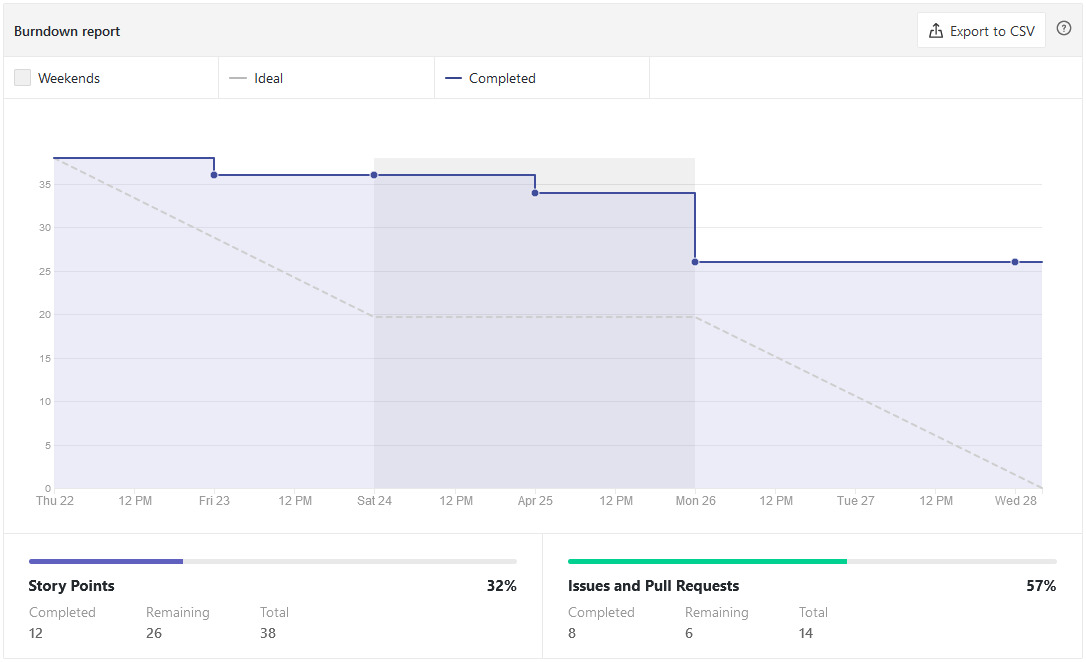 Burndown report
Export to CSV
?
Weekends
Ideal
Completed
35
30
25
20
15
10
5
0
Thu 22 12 PM Fri 23 12 PM Sat 24 12 PM Apr 25 12 PM Mon 26 12 PM Tue 27 12 PM Wed 28
Story Points 32%
Completed Remaining Total
12 26 38
Issues and Pull Requests 57%
Completed Remaining Total
8 6 14